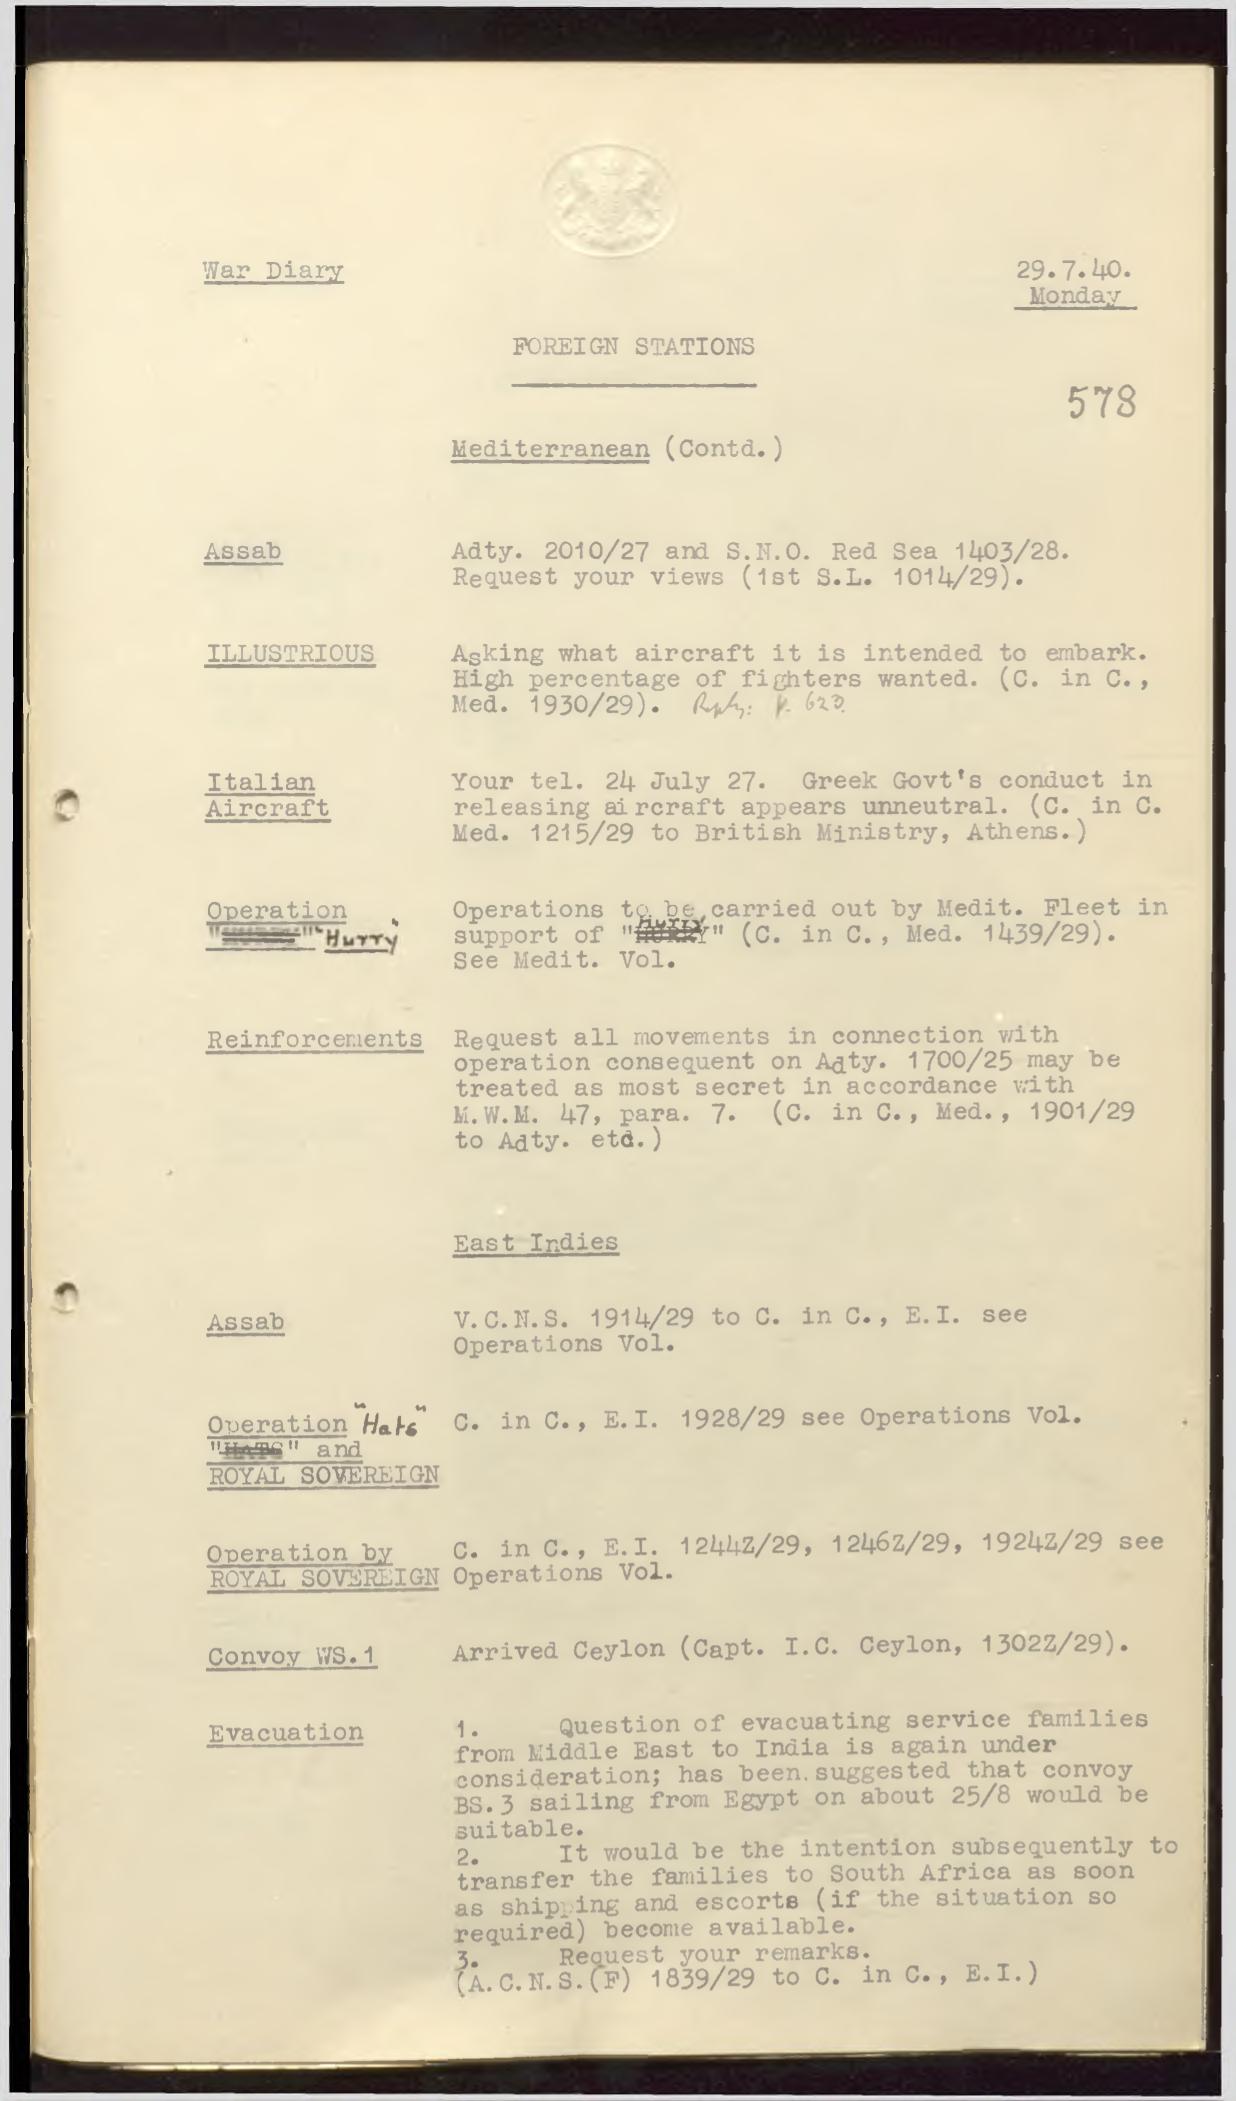 War Diary
29.7.40.
Monday
FOREIGN STATIONS
578
Mediterranean (Contd.)
Assab
Adty. 2010/27 and S.N.O. Red Sea 1403/28.
Request your views (1st S.L. 1014/29).
ILLUSTRIOUS
Asking what aircraft it is intended to embark.
High percentage of fighters wanted. (C. in C.,
Med. 1930/29). Reply: p. 623.
Italian
Aircraft
Your tel. 24 July 27. Greek Govt's conduct in
releasing aircraft appears unneutral. (C. in C.
Med. 1215/29 to British Ministry, Athens.)
Operation
"Hurry"
Operations to be carried out by Medit. Fleet in
support of "Hurry" (C. in C., Med. 1439/29).
See Medit. Vol.
Reinforcements
Request all movements in connection with
operation consequent on Adty. 1700/25 may be
treated as most secret in accordance with
M.W.M. 47, para. 7. (C. in C., Med., 1901/29
to Adty. etd.)
East Indies
Assab
V.C.N.S. 1914/29 to C. in C., E.I. see
Operations Vol.
Operation "Hats"
"HATS" and
ROYAL SOVEREIGN
C. in C., E.I. 1928/29 see Operations Vol.
Operation by
ROYAL SOVEREIGN
C. in C., E.I. 1244Z/29, 1246Z/29, 1924Z/29 see
Operations Vol.
Convoy WS.1
Arrived Ceylon (Capt. I.C. Ceylon, 1302Z/29).
Evacuation
1. Question of evacuating service families
from Middle East to India is again under
consideration; has been.suggested that convoy
BS.3 sailing from Egypt on about 25/8 would be
suitable.
2. It would be the intention subsequently to
transfer the families to South Africa as soon
as shipping and escorts (if the situation so
required) become available.
3. Request your remarks.
(A.C.N.S.(F) 1839/29 to C. in C., E.I.)